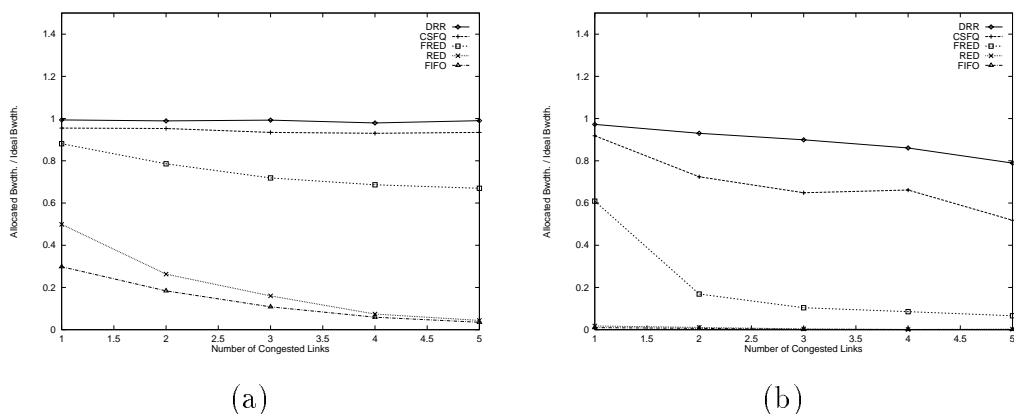 1.4
1.2
1
0.8
0.6
0.4
0.2
0
Allocated Bwdth. / Ideal Bwdth.
DRR
CSFQ
FRED
RED
FIFO
1 1.5 2 2.5 3 3.5 4 4.5 5
Number of Congested Links
(a)
1.4
1.2
1
0.8
0.6
0.4
0.2
0
Allocated Bwdth. / Ideal Bwdth.
DRR
CSFQ
FRED
RED
FIFO
1 1.5 2 2.5 3 3.5 4 4.5 5
Number of Congested Links
(b)